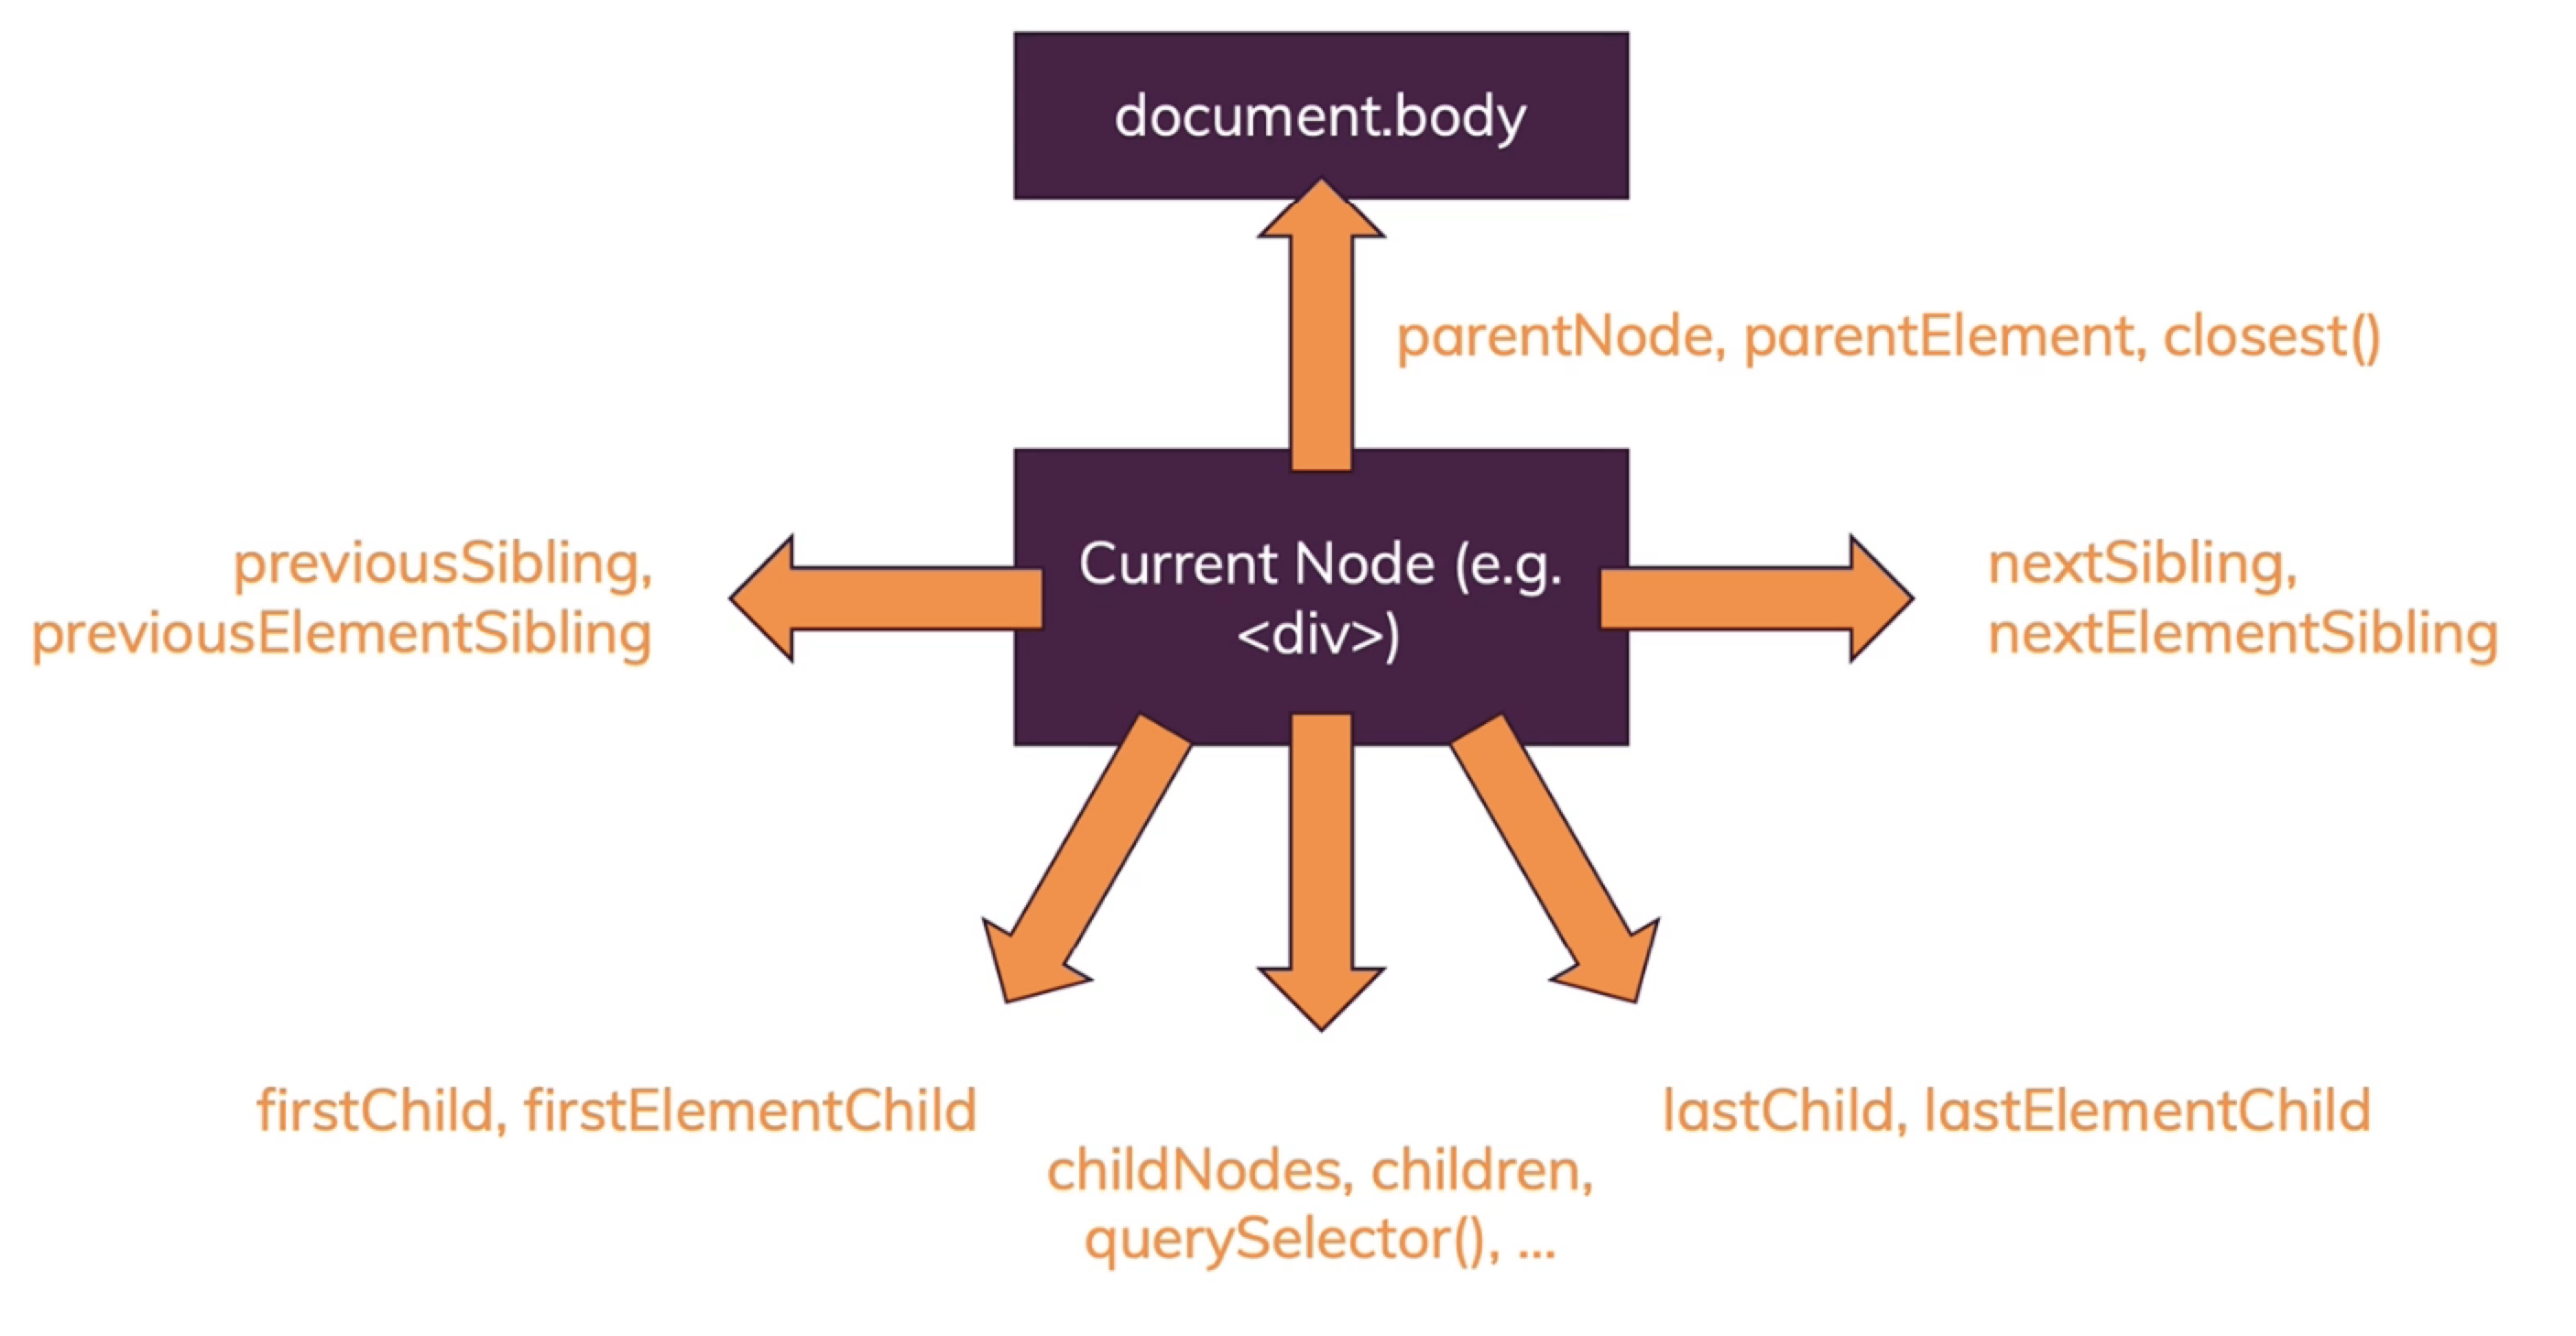 document.body
parentNode, parentElement, closest()
previousSibling,
previousElementSibling
Current Node (e.g.
<div>)
nextSibling,
nextElementSibling
firstChild, firstElementChild
childNodes, children,
querySelector(), ...
lastChild, lastElementChild